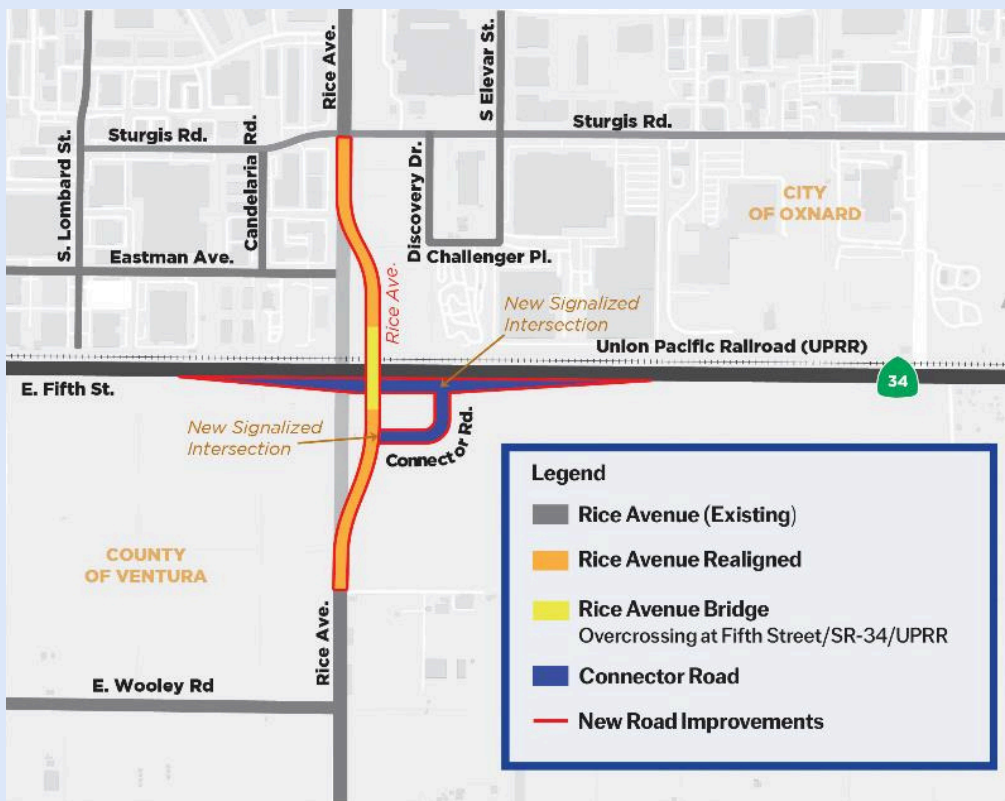 Rice Ave.
S Elevar St.
Sturgis Rd.
Sturgis Rd.
S. Lombard St.
Candelaria Rd.
Discovery Dr.
CITY
OF OXNARD
Eastman Ave.
Challenger Pl.
Rice Ave.
New Signalized
Intersection
Union Pacific Railroad (UPRR)
E. Fifth St.
34
New Signalized
Intersection
Connector Rd.
COUNTY
OF VENTURA
Rice Ave.
E. Wooley Rd
Legend
Rice Avenue (Existing)
Rice Avenue Realigned
Rice Avenue Bridge
Overcrossing at Fifth Street/SR-34/UPRR
Connector Road
New Road Improvements